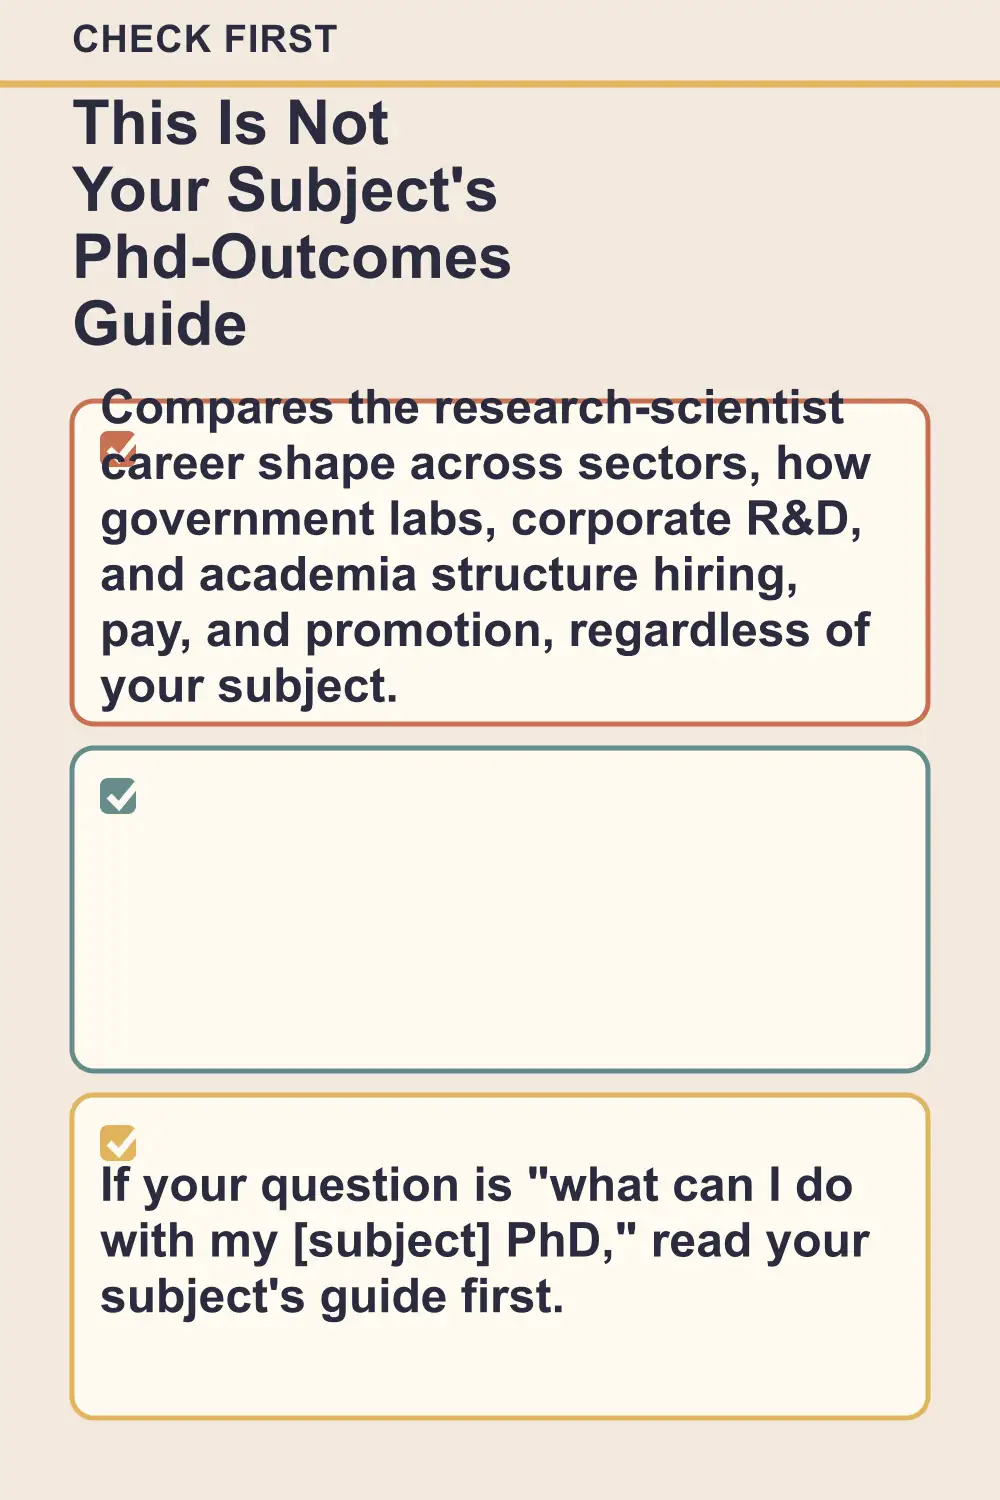 CHECK FIRST
This Is Not
Your Subject's
Phd-Outcomes
Guide
Compares the research-scientist
career shape across sectors, how
government labs, corporate R&D,
and academia structure hiring,
pay, and promotion, regardless of
your subject.
If your question is "what can I do
with my [subject] PhD," read your
subject's guide first.